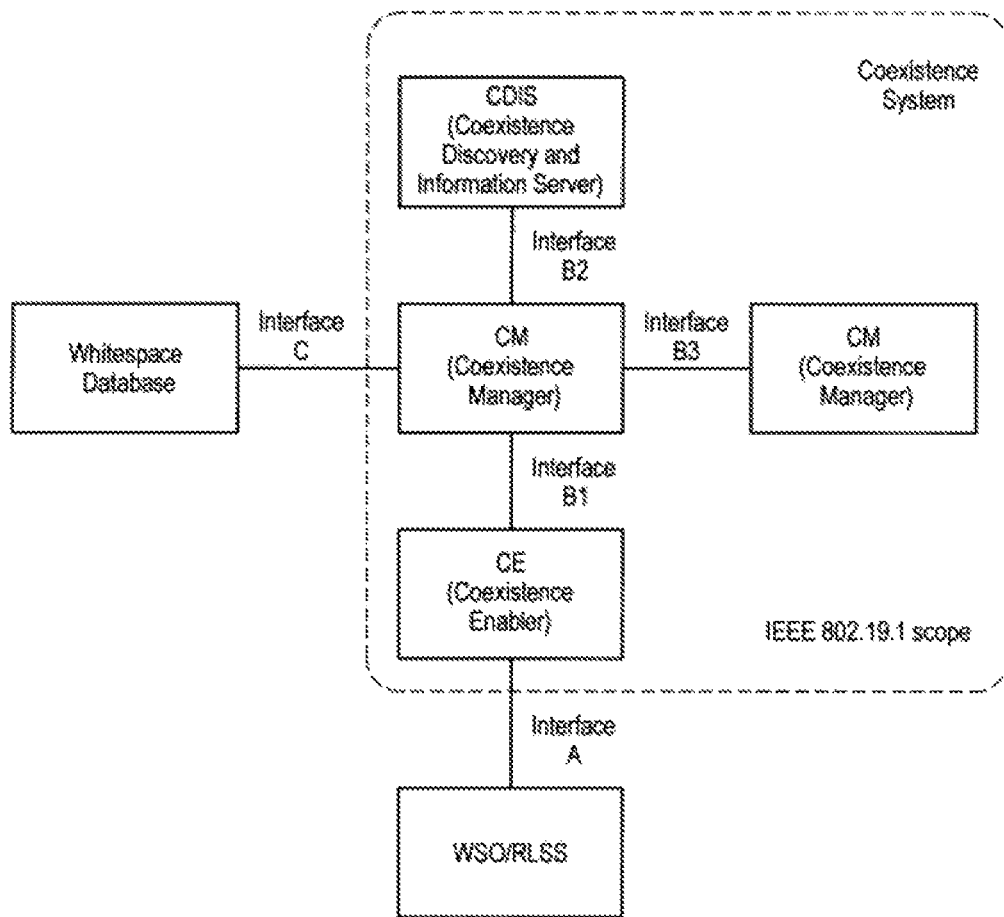 Coexistence
System
CDIS
(Coexistence
Discovery and
Information Server)
Interface
B2
Whitespace
Database
Interface
C
CM
(Coexistence
Manager)
Interface
B3
CM
(Coexistence
Manager)
Interface
B1
CE
(Coexistence
Enabler)
IEEE 802.19.1 scope
Interface
A
WSO/RLSS